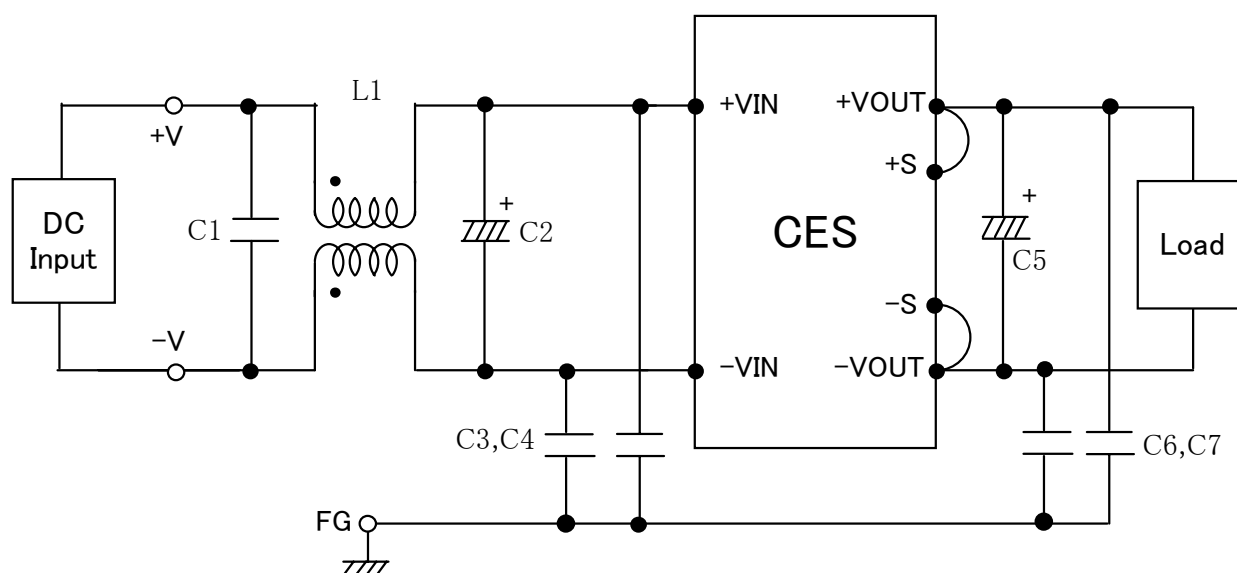 L1
+V
+VIN
+VOUT
+S
DC
Input
C1
+
C2
CES
+
C5
Load
-V
-S
-VIN
-VOUT
C3,C4
C6,C7
FG